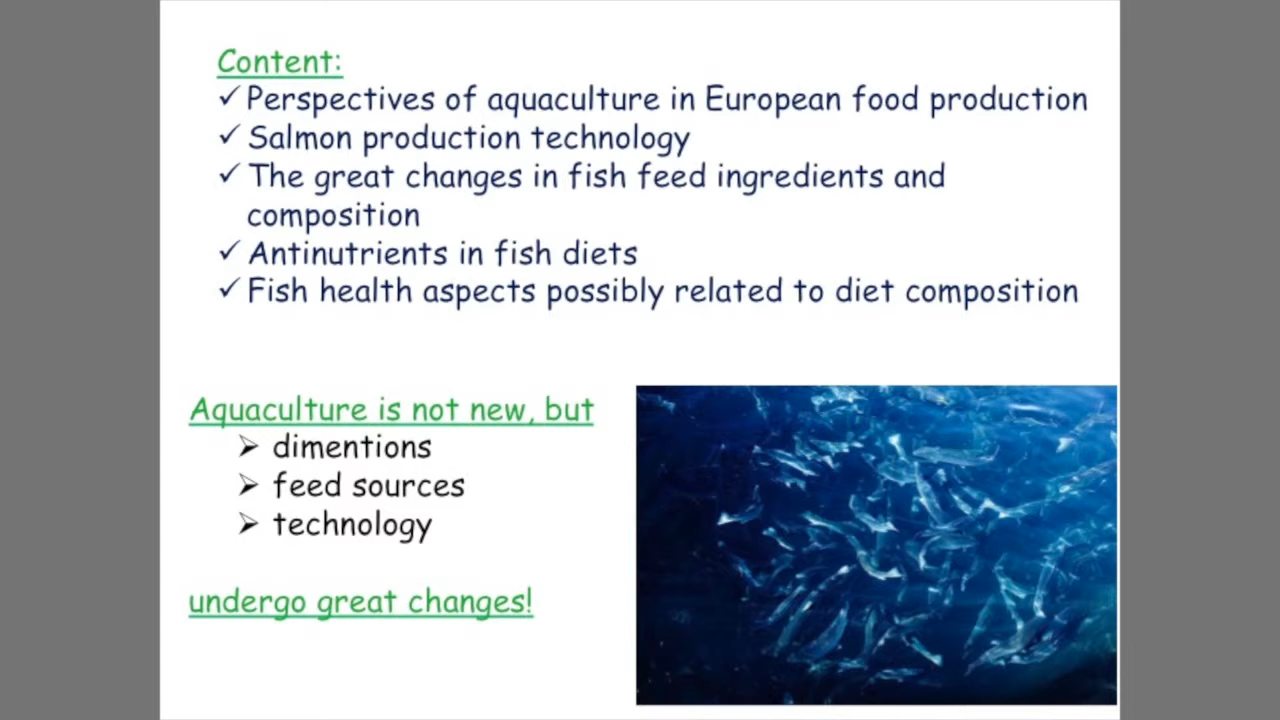 Content:
✓ Perspectives of aquaculture in European food production
✓ Salmon production technology
✓ The great changes in fish feed ingredients and
composition
✓ Antinutrients in fish diets
✓ Fish health aspects possibly related to diet composition
Aquaculture is not new, but
➢ dimentions
➢ feed sources
➢ technology
undergo great changes!